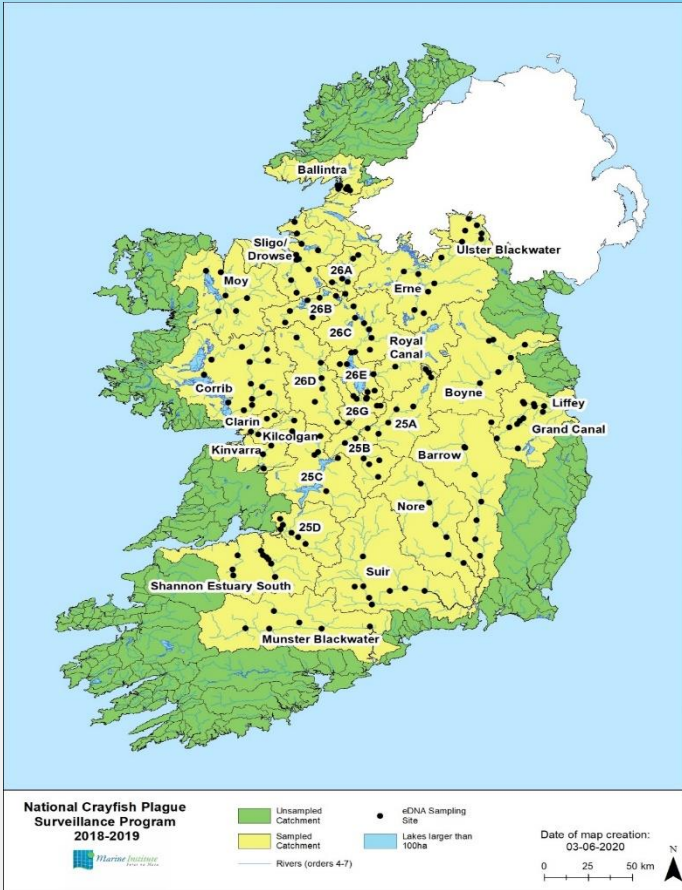 Ballintra
Sligo/
Drowse
Ulster Blackwater
Moy
26A
Erne
26B
26C
Royal
Canal
26E
Corrib
26D
Boyne
Liffey
26G
Clarin
25A
Grand Canal
Kilcolgan
Kinvarra
25B
Barrow
25C
Nore
25D
Suir
Shannon Estuary South
Munster Blackwater
National Crayfish Plague
Surveillance Program
2018-2019
Marine Institute
Foras na Mara
Unsampled
Catchment
Sampled
Catchment
Rivers (orders 4-7)
eDNA Sampling
Site
Lakes larger than
100ha
Date of map creation:
03-06-2020
0 25 50 km
N